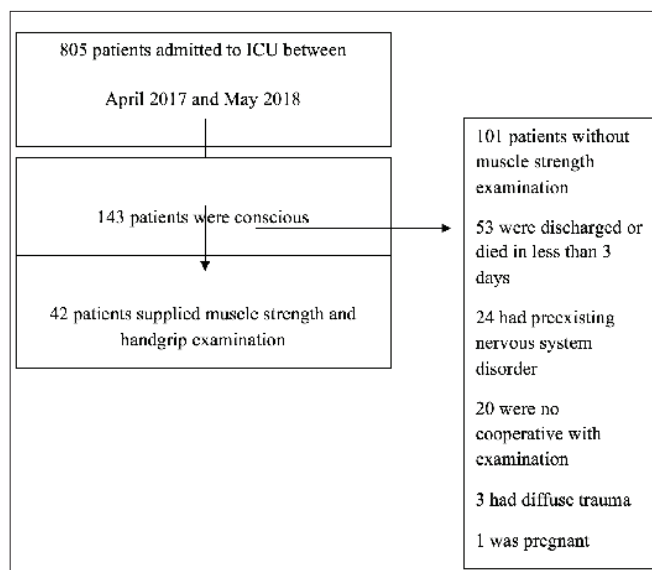 805 patients admitted to ICU between
April 2017 and May 2018
143 patients were conscious
42 patients supplied muscle strength and
handgrip examination
101 patients without
muscle strength
examination
53 were discharged or
died in less than 3
days
24 had preexisting
nervous system
disorder
20 were no
cooperative with
examination
3 had diffuse trauma
1 was pregnant